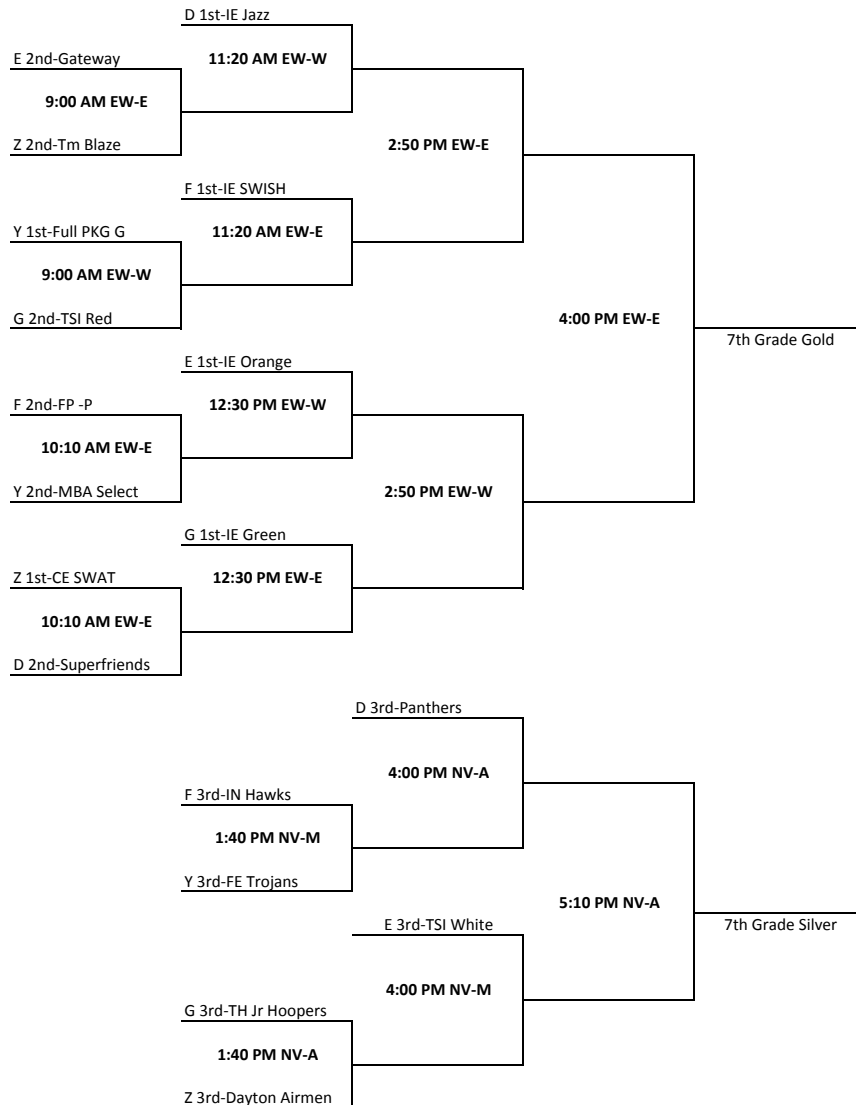 D 1st-IE Jazz
E 2nd-Gateway
11:20 AM EW-W
9:00 AM EW-E
Z 2nd-Tm Blaze
2:50 PM EW-E
F 1st-IE SWISH
Y 1st-Full PKG G
11:20 AM EW-E
9:00 AM EW-W
G 2nd-TSI Red
4:00 PM EW-E
7th Grade Gold
E 1st-IE Orange
F 2nd-FP -P
12:30 PM EW-W
10:10 AM EW-E
Y 2nd-MBA Select
2:50 PM EW-W
G 1st-IE Green
Z 1st-CE SWAT
12:30 PM EW-E
10:10 AM EW-E
D 2nd-Superfriends
D 3rd-Panthers
4:00 PM NV-A
F 3rd-IN Hawks
1:40 PM NV-M
Y 3rd-FE Trojans
5:10 PM NV-A
7th Grade Silver
E 3rd-TSI White
4:00 PM NV-M
G 3rd-TH Jr Hoopers
1:40 PM NV-A
Z 3rd-Dayton Airmen